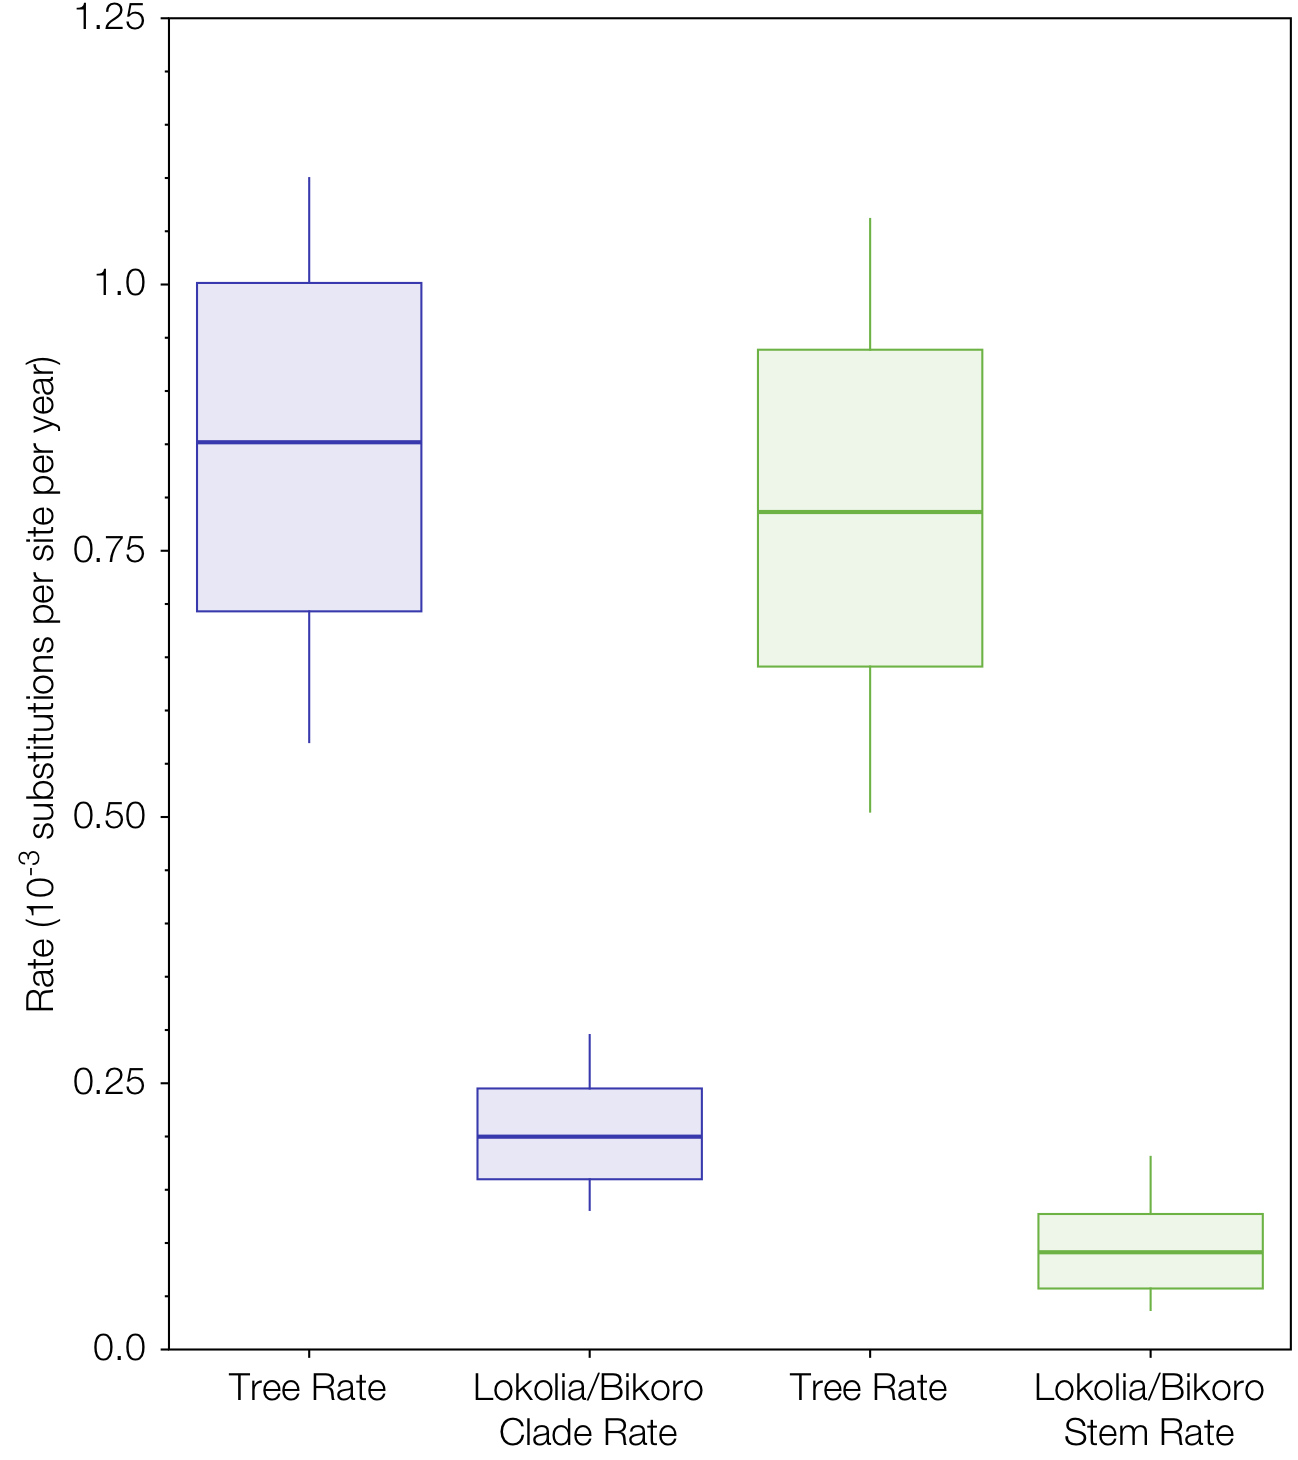 Rate (10⁻³ substitutions per site per year)
1.25
1.0
0.75
0.50
0.25
0.0
Tree Rate
Lokolia/Bikoro
Clade Rate
Tree Rate
Lokolia/Bikoro
Stem Rate